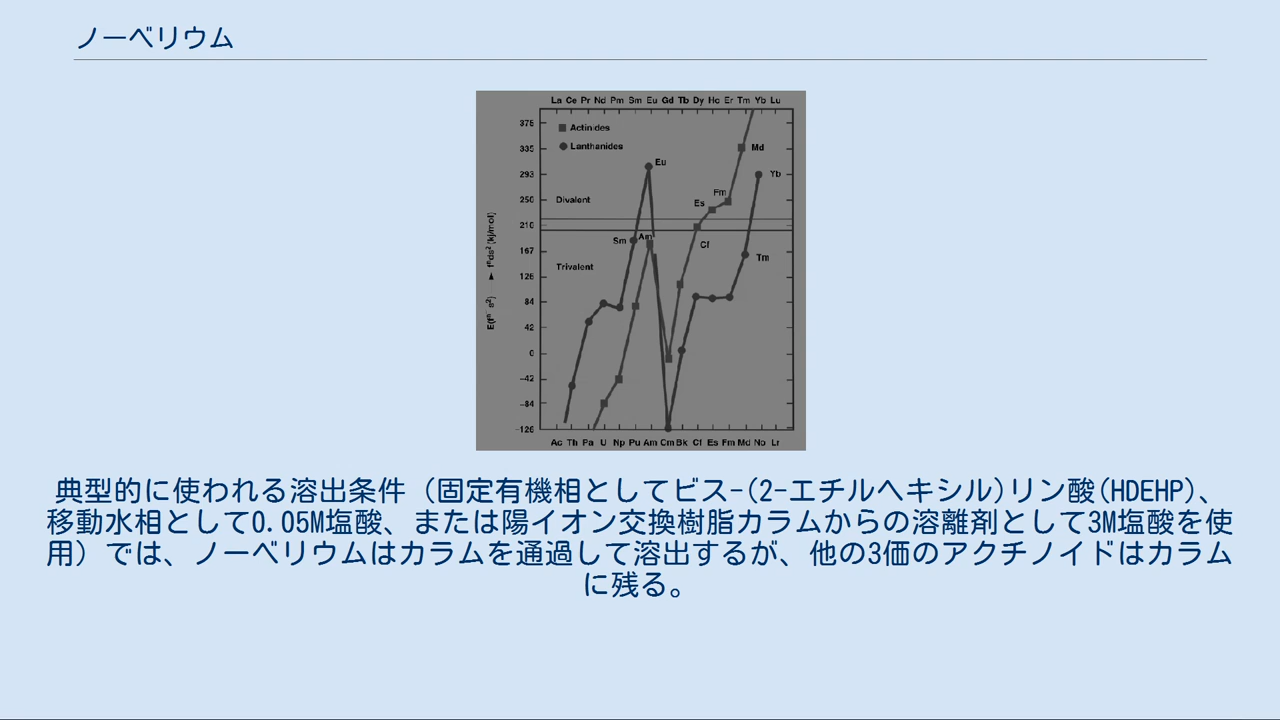 ノーベリウム
La Ce Pr Nd Pm Sm Eu Gd Tb Dy Ho Er Tm Yb Lu
375
335
293
250
210
167
126
84
42
0
-42
-84
-126
Actinides
Lanthanides
Eu
Md
Yb
Divalent
Fm
Es
Sm
Am
Cf
Tm
Trivalent
Ac Th Pa U Np Pu Am Cm Bk Cf Es Fm Md No Lr
典型的に使われる溶出条件（固定有機相としてビス-(2-エチルヘキシル)リン酸(HDEHP)、
移動水相として0.05M塩酸、または陽イオン交換樹脂カラムからの溶離剤として3M塩酸を使
用）では、ノーベリウムはカラムを通過して溶出するが、他の3価のアクチノイドはカラム
に残る。